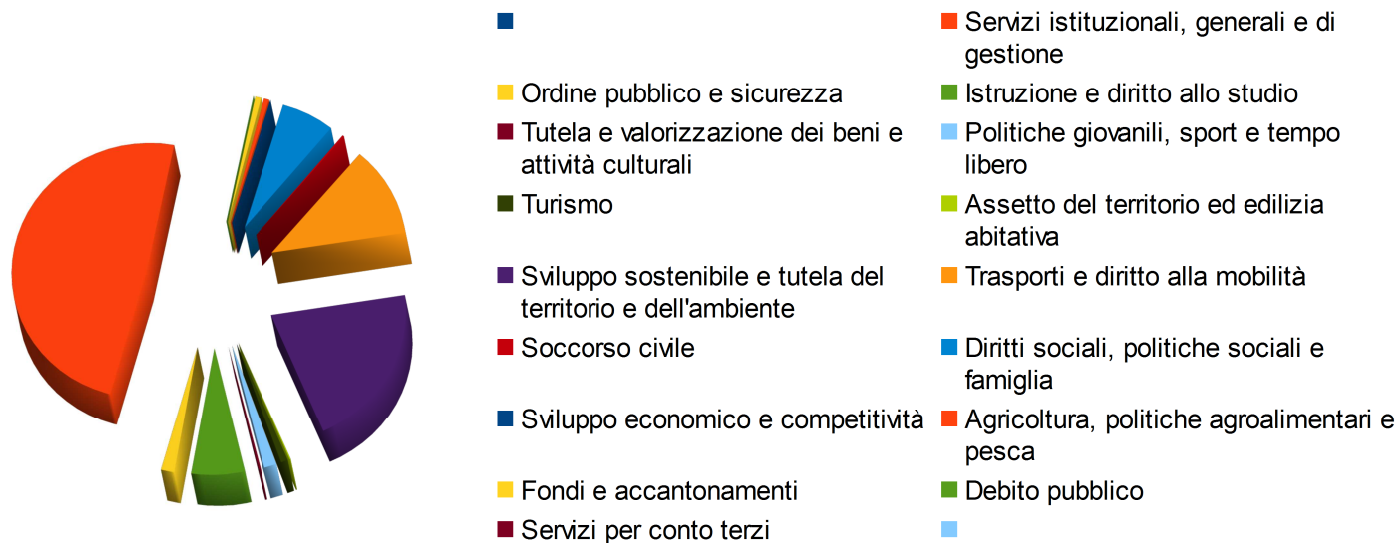 Servizi istituzionali, generali e di
gestione
Ordine pubblico e sicurezza
Istruzione e diritto allo studio
Tutela e valorizzazione dei beni e
attività culturali
Politiche giovanili, sport e tempo
libero
Turismo
Assetto del territorio ed edilizia
abitativa
Sviluppo sostenibile e tutela del
territorio e dell'ambiente
Trasporti e diritto alla mobilità
Soccorso civile
Diritti sociali, politiche sociali e
famiglia
Sviluppo economico e competitività
Agricoltura, politiche agroalimentari e
pesca
Fondi e accantonamenti
Debito pubblico
Servizi per conto terzi